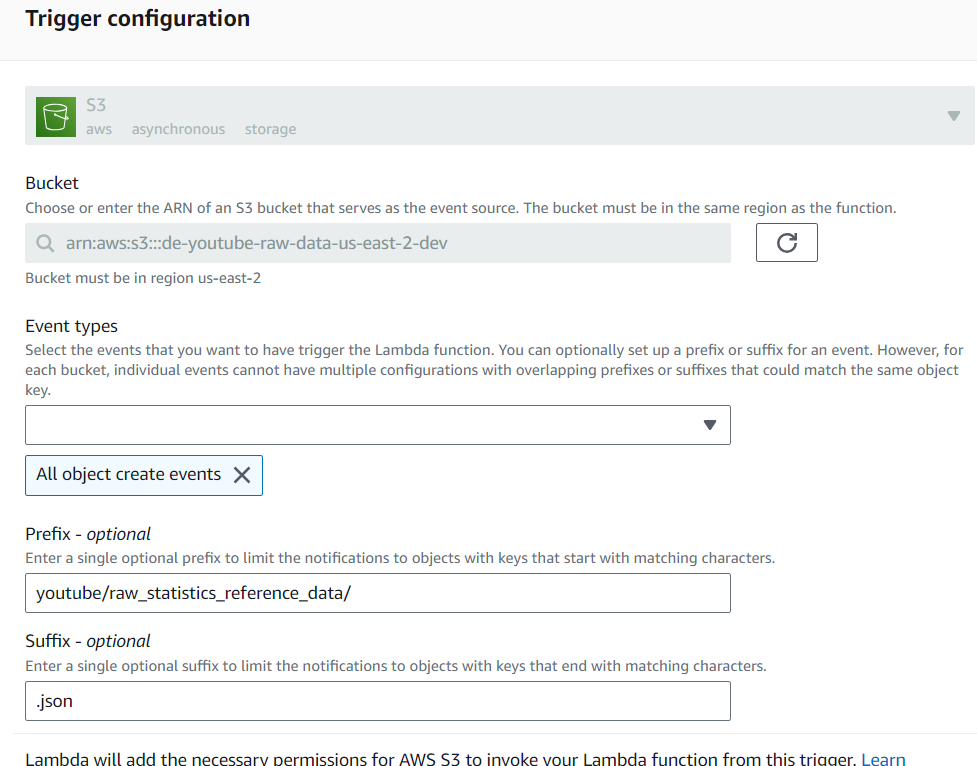 Trigger configuration
S3
aws asynchronous storage
Bucket
Choose or enter the ARN of an S3 bucket that serves as the event source. The bucket must be in the same region as the function.
arn:aws:s3:::de-youtube-raw-data-us-east-2-dev
Bucket must be in region us-east-2
Event types
Select the events that you want to have trigger the Lambda function. You can optionally set up a prefix or suffix for an event. However, for
each bucket, individual events cannot have multiple configurations with overlapping prefixes or suffixes that could match the same object
key.
All object create events
Prefix - optional
Enter a single optional prefix to limit the notifications to objects with keys that start with matching characters.
youtube/raw_statistics_reference_data/
Suffix - optional
Enter a single optional suffix to limit the notifications to objects with keys that end with matching characters.
.json
Lambda will add the necessary permissions for AWS S3 to invoke your Lambda function from this trigger. Learn